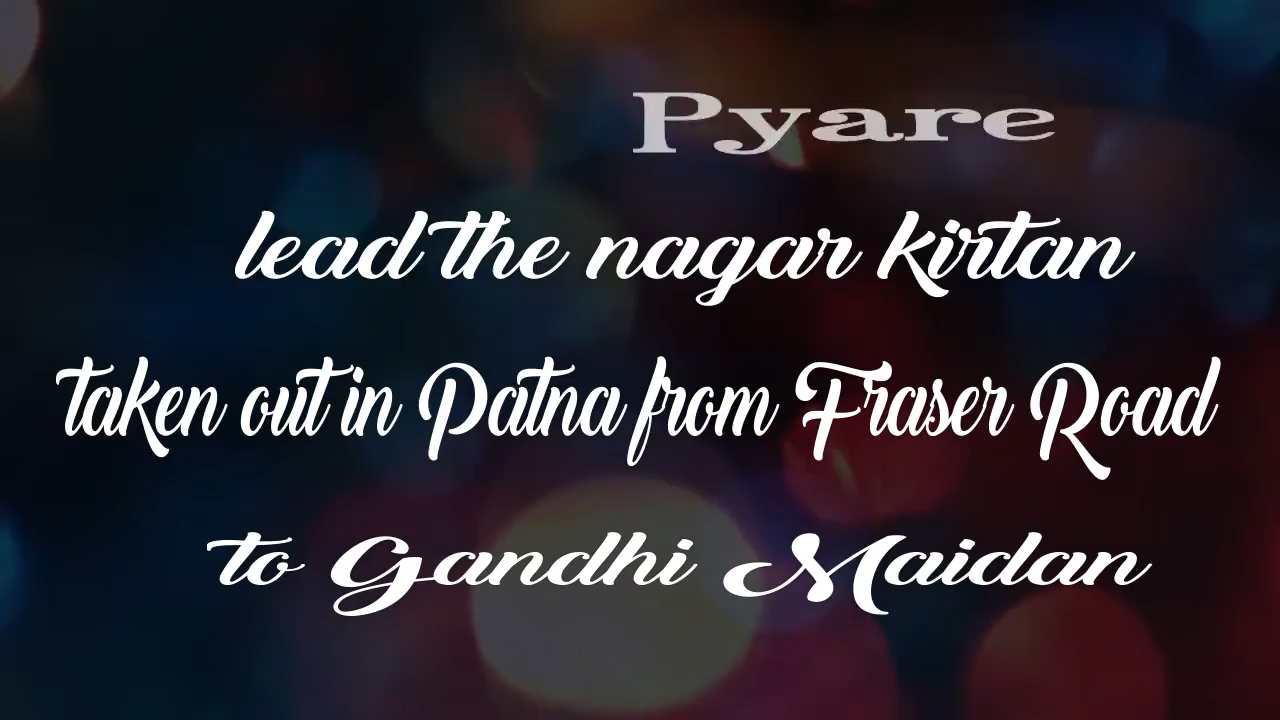 Pyare
lead the nagar kirtan
taken out in Patna from Fraser Road
to Gandhi Maidan